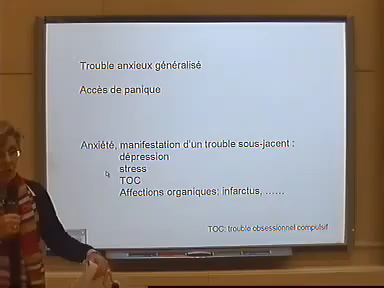 Trouble anxieux généralisé
Accès de panique
Anxiété, manifestation d'un trouble sous-jacent :
dépression
stress
TOC
Affections organiques: infarctus, ......
TOC: trouble obsessionnel compulsif